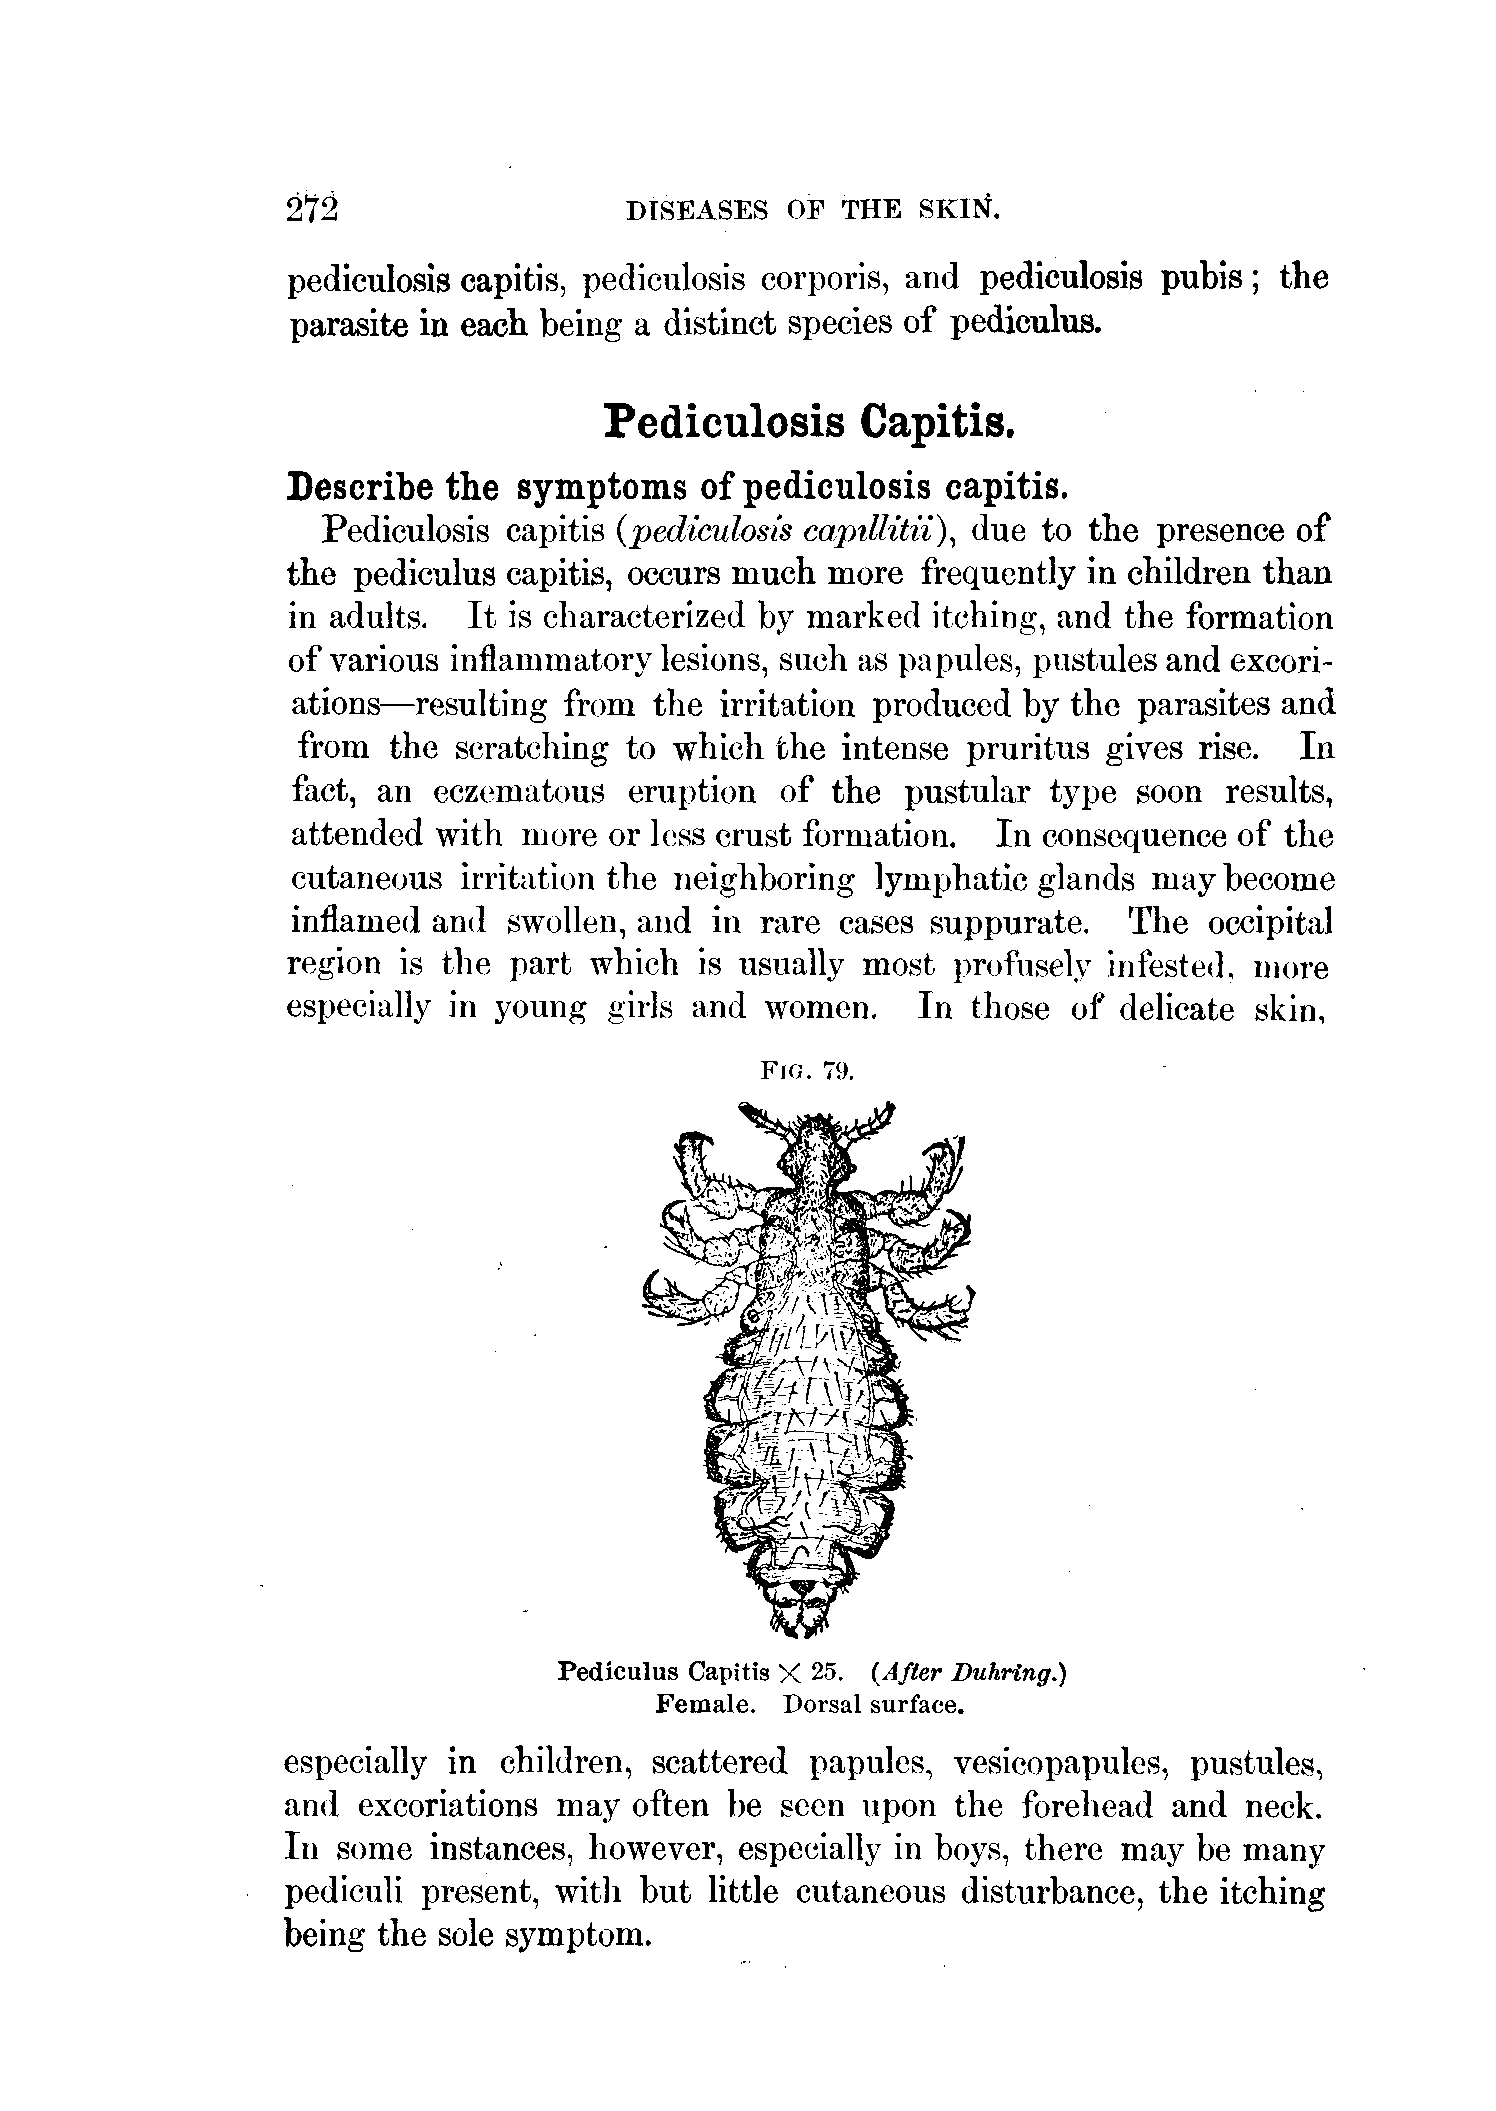 272 DISEASES OF THE SKIN.
pediculosis capitis, pediculosis corporis, and pediculosis pubis; the
parasite in each being a distinct species of pediculus.
Pediculosis Capitis.
Describe the symptoms of pediculosis capitis.
Pediculosis capitis (pediculosis capillitii), due to the presence of
the pediculus capitis, occurs much more frequently in children than
in adults. It is characterized by marked itching, and the formation
of various inflammatory lesions, such as papules, pustules and excori-
ations—resulting from the irritation produced by the parasites and
from the scratching to which the intense pruritus gives rise. In
fact, an eczematous eruption of the pustular type soon results,
attended with more or less crust formation. In consequence of the
cutaneous irritation the neighboring lymphatic glands may become
inflamed and swollen, and in rare cases suppurate. The occipital
region is the part which is usually most profusely infested, more
especially in young girls and women. In those of delicate skin,
FIG. 79.
Pediculus Capitis × 25. (After Duhring.)
Female. Dorsal surface.
especially in children, scattered papules, vesicopapules, pustules,
and excoriations may often be seen upon the forehead and neck.
In some instances, however, especially in boys, there may be many
pediculi present, with but little cutaneous disturbance, the itching
being the sole symptom.